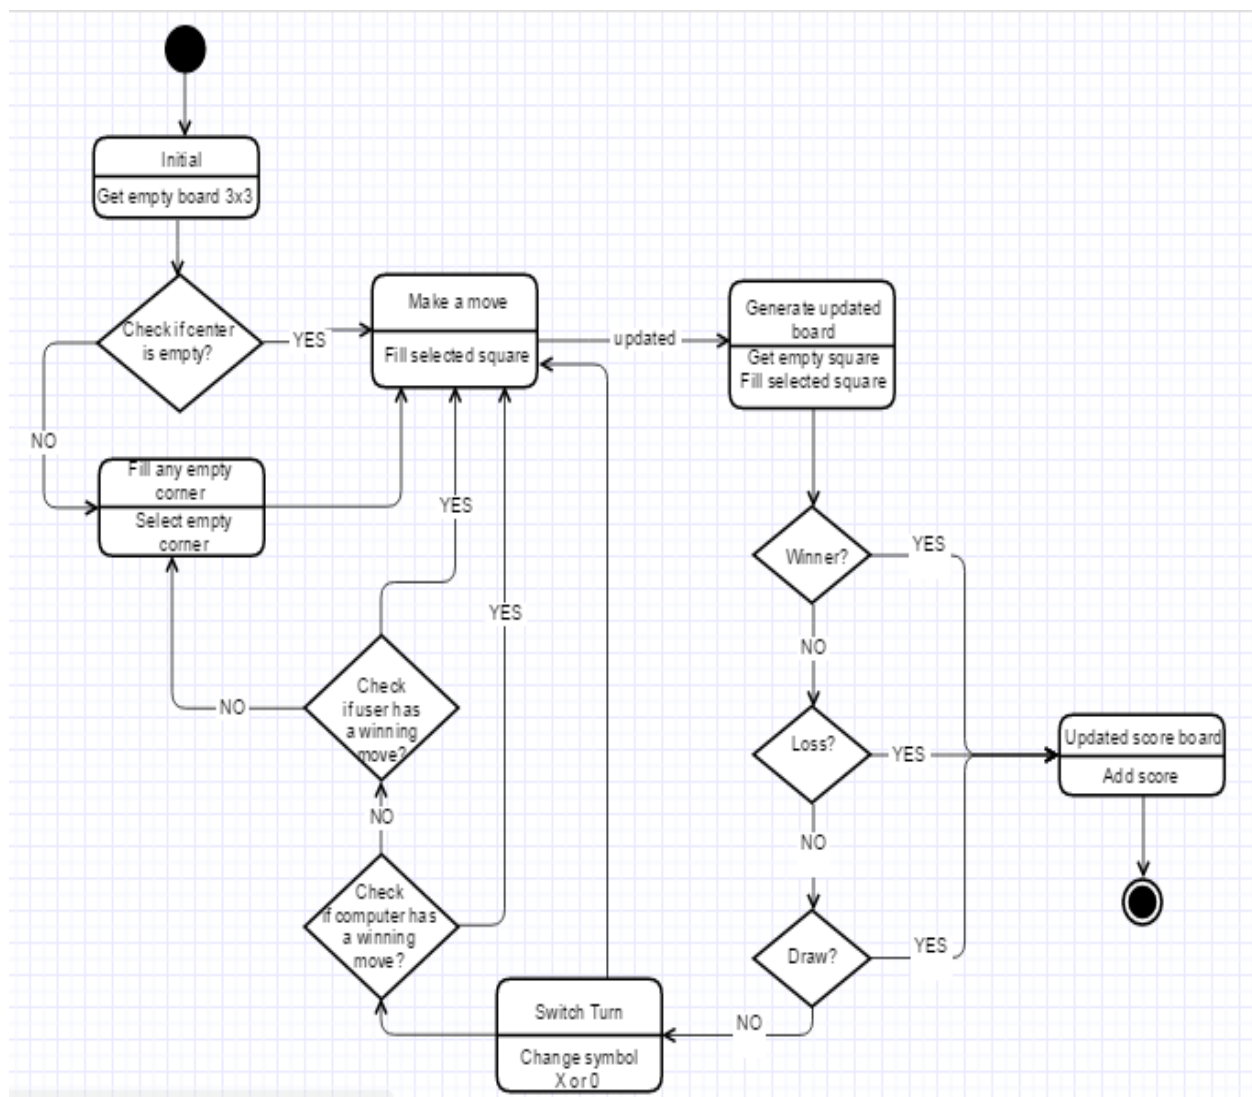 Initial
Get empty board 3x3
Check if center
is empty?
YES
NO
Make a move
Fill selected square
updated
Generate updated
board
Get empty square
Fill selected square
Fill any empty
corner
Select empty
corner
YES
YES
NO
Check
if user has
a winning
move?
NO
Check
if computer has
a winning
move?
Winner?
YES
NO
Loss?
YES
NO
Draw?
YES
NO
Switch Turn
Change symbol
X or 0
Updated score board
Add score